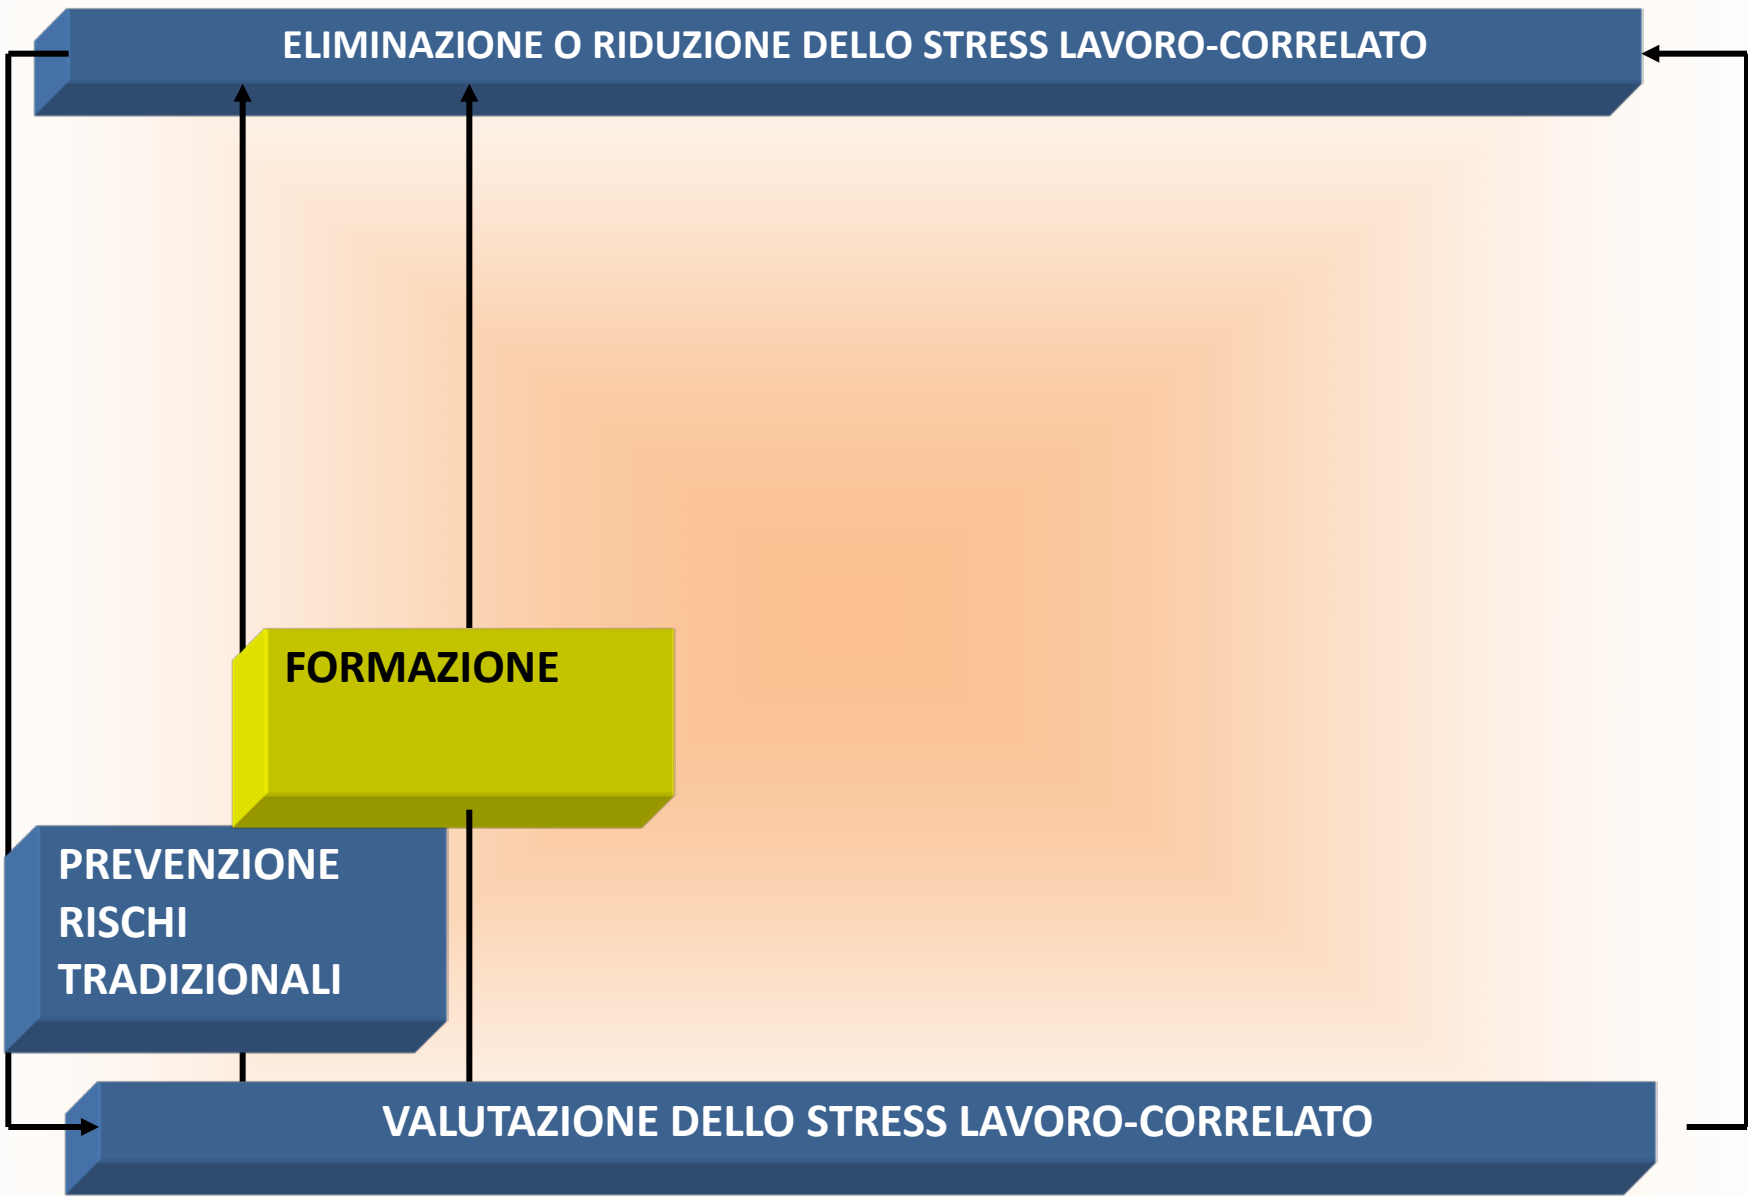 ELIMINAZIONE O RIDUZIONE DELLO STRESS LAVORO-CORRELATO
FORMAZIONE
PREVENZIONE
RISCHI
TRADIZIONALI
VALUTAZIONE DELLO STRESS LAVORO-CORRELATO